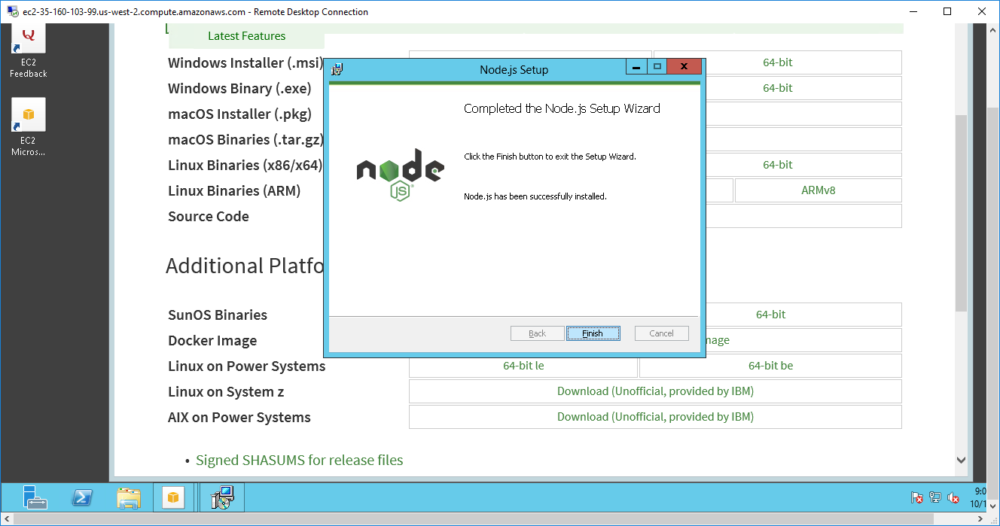 ec2-35-160-103-99.us-west-2.compute.amazonaws.com - Remote Desktop Connection
EC2
Feedback
EC2
Micros...
Latest Features
Windows Installer (.msi) 64-bit
Windows Binary (.exe) 64-bit
macOS Installer (.pkg)
macOS Binaries (.tar.gz)
Linux Binaries (x86/x64) 64-bit
Linux Binaries (ARM) ARMv8
Source Code
Additional Platfo
SunOS Binaries 64-bit
Docker Image mage
Linux on Power Systems 64-bit le 64-bit be
Linux on System z Download (Unofficial, provided by IBM)
AIX on Power Systems Download (Unofficial, provided by IBM)
• Signed SHASUMS for release files
Node.js Setup
node
JS
Completed the Node.js Setup Wizard
Click the Finish button to exit the Setup Wizard.
Node.js has been successfully installed.
Back Finish Cancel
9:0
10/1